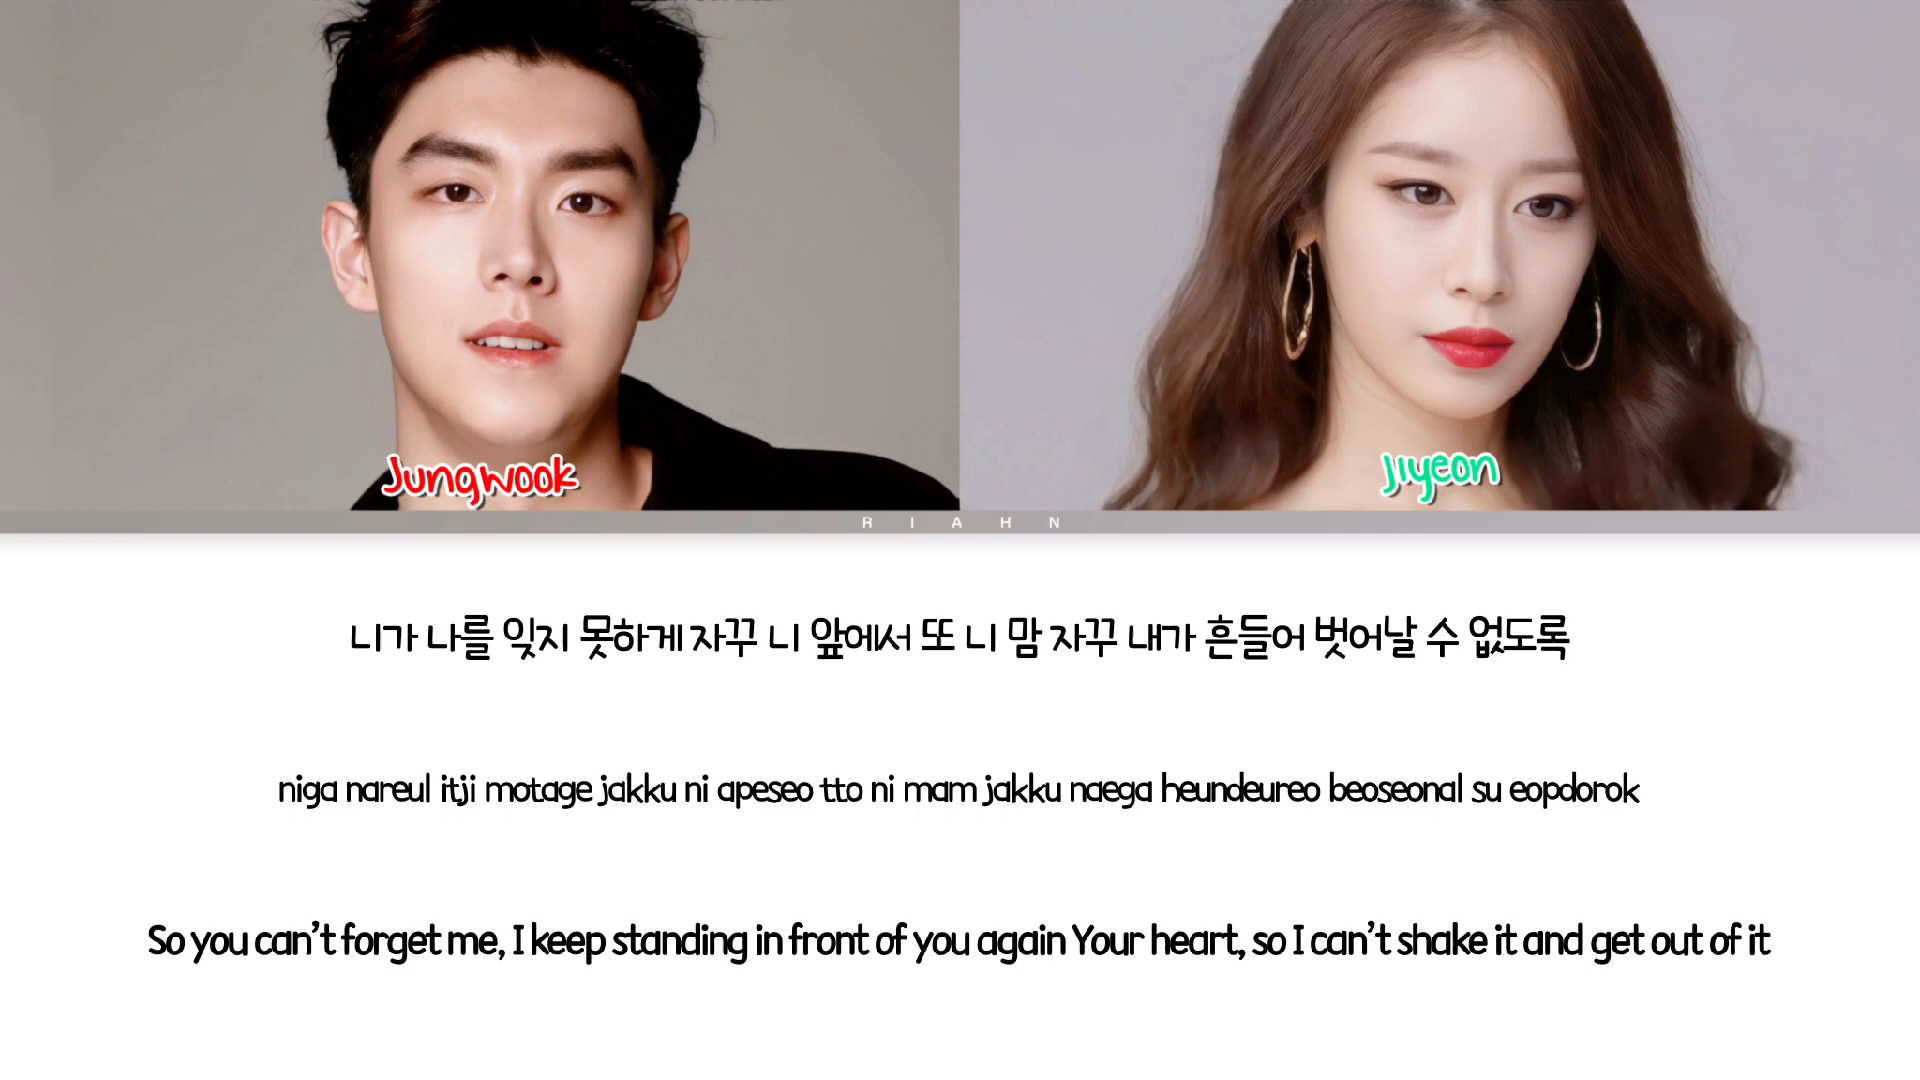 Jungwook
Jiyeon
RIAHN
니가 나를 잊지 못하게 자꾸 니 앞에서 또 니 맘 자꾸 내가 흔들어 벗어날 수 없도록
niga nareul itji motage jakku ni apeseo tto ni mam jakku naega heundeureo beoseonal su eopdorok
So you can’t forget me, I keep standing in front of you again Your heart, so I can’t shake it and get out of it